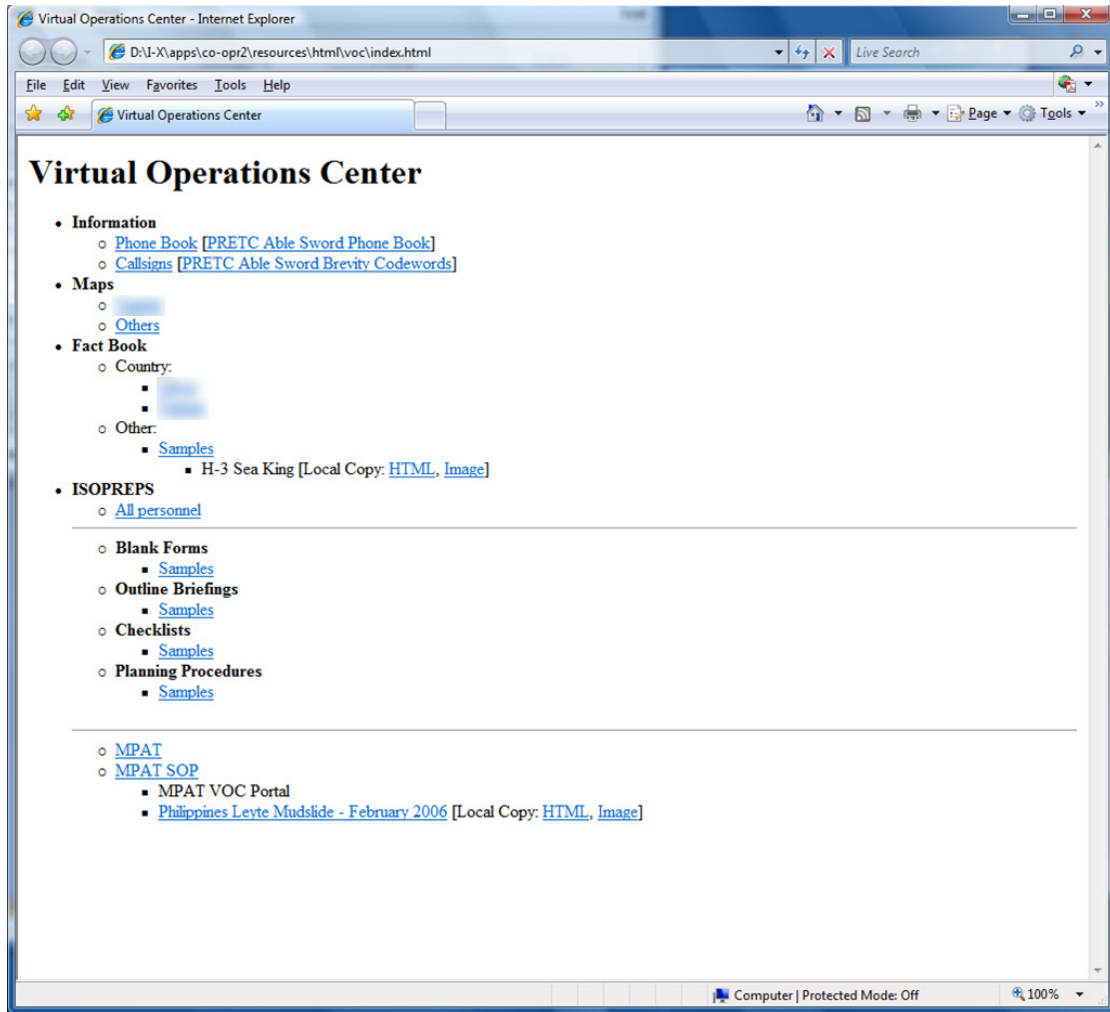 Virtual Operations Center - Internet Explorer
D:\I-X\apps\co-opr2\resources\html\voc\index.html
Live Search
File Edit View Favorites Tools Help
Virtual Operations Center
Page Tools
Virtual Operations Center
Information
Phone Book [PRETC Able Sword Phone Book]
Callsigns [PRETC Able Sword Brevity Codewords]
Maps
Others
Fact Book
Country:
Other:
Samples
H-3 Sea King [Local Copy: HTML, Image]
ISOPREPS
All personnel
Blank Forms
Samples
Outline Briefings
Samples
Checklists
Samples
Planning Procedures
Samples
MPAT
MPAT SOP
MPAT VOC Portal
Philippines Leyte Mudslide - February 2006 [Local Copy: HTML, Image]
Computer | Protected Mode: Off
100%